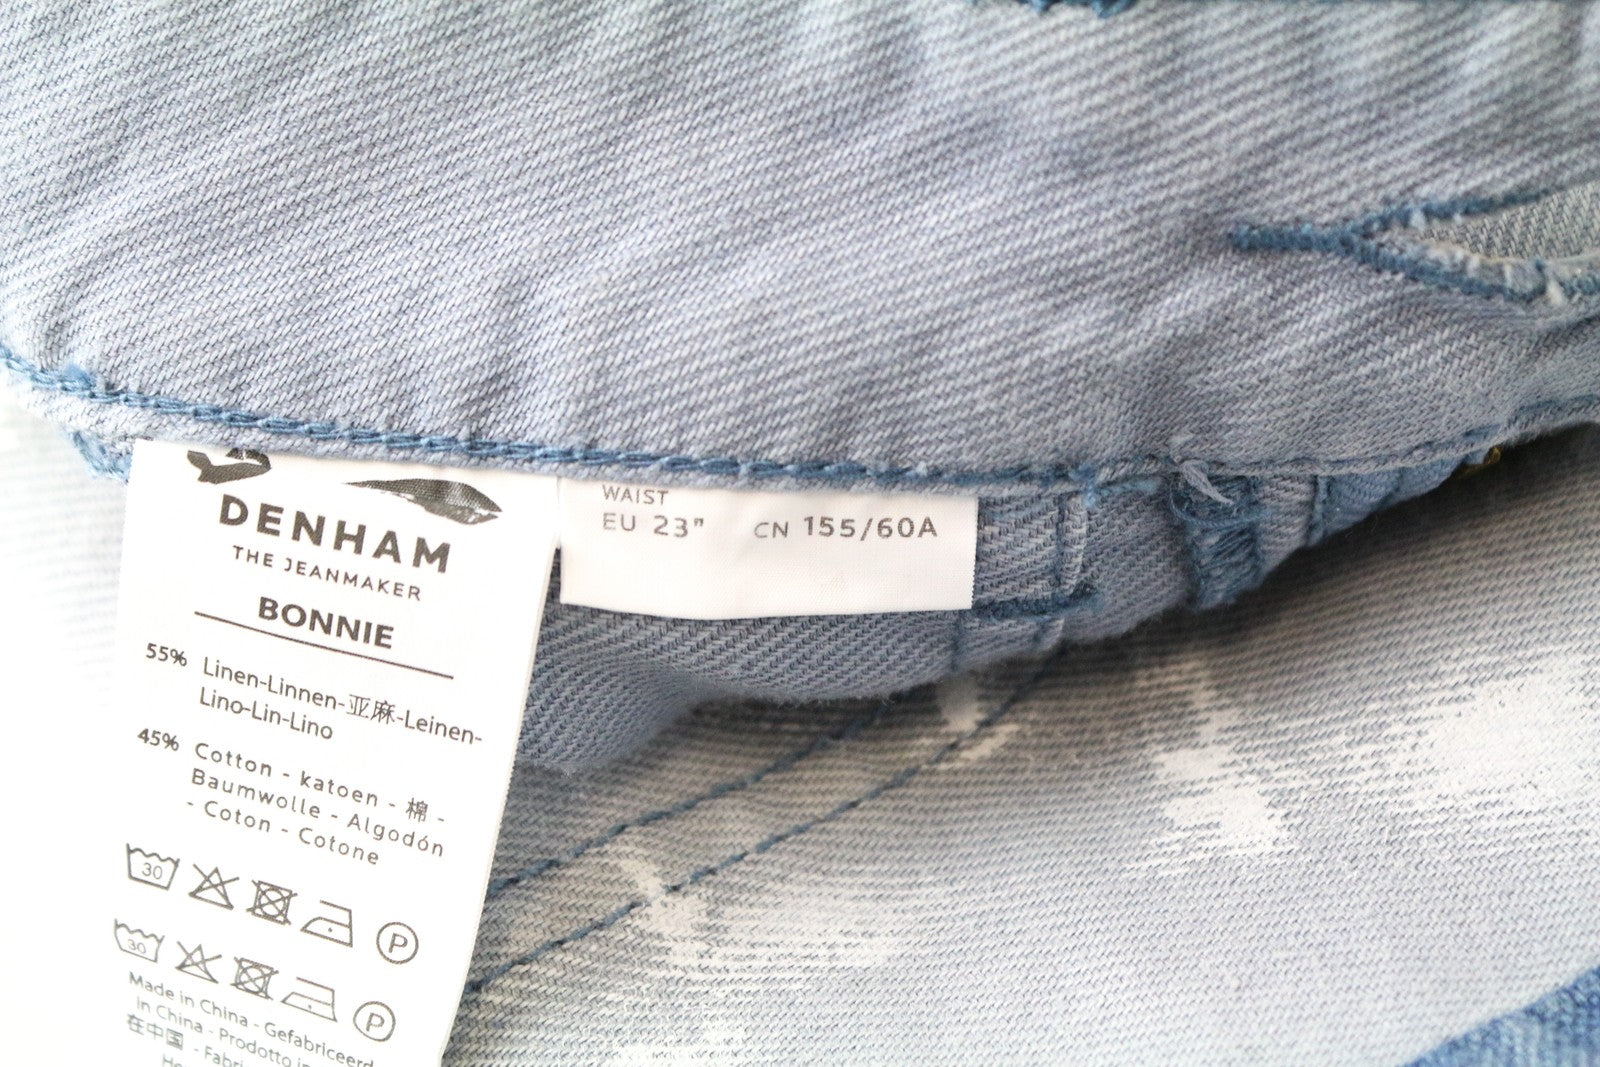 DENHAM
THE JEANMAKER
BONNIE
55% Linen-Linnen-亚麻-Leinen-
Lino-Lin-Lino
45% Cotton - katoen - 棉 -
Baumwolle - Algodón
- Coton - Cotone
30 P
30 P
Made in China - Gefabriceerd
in China - Prodotto in
在中国 - Fabri
WAIST
EU 23" CN 155/60A